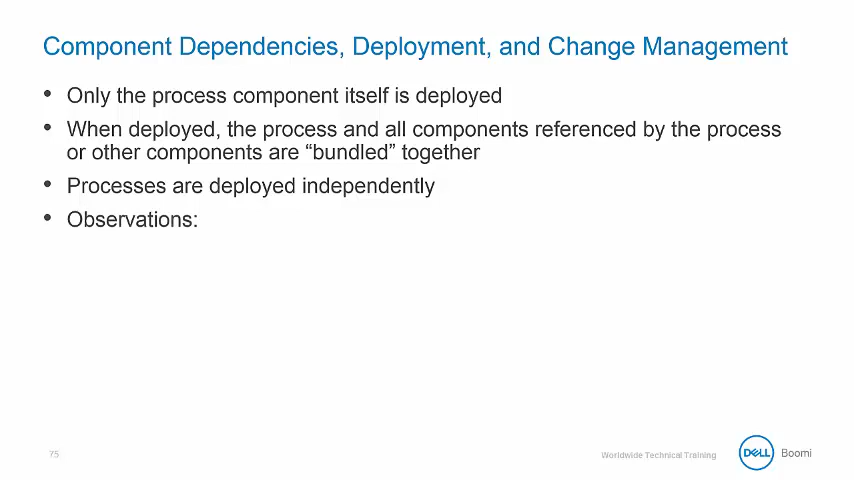 Component Dependencies, Deployment, and Change Management
• Only the process component itself is deployed
• When deployed, the process and all components referenced by the process
or other components are “bundled” together
• Processes are deployed independently
• Observations:
75
Worldwide Technical Training
DELL Boomi